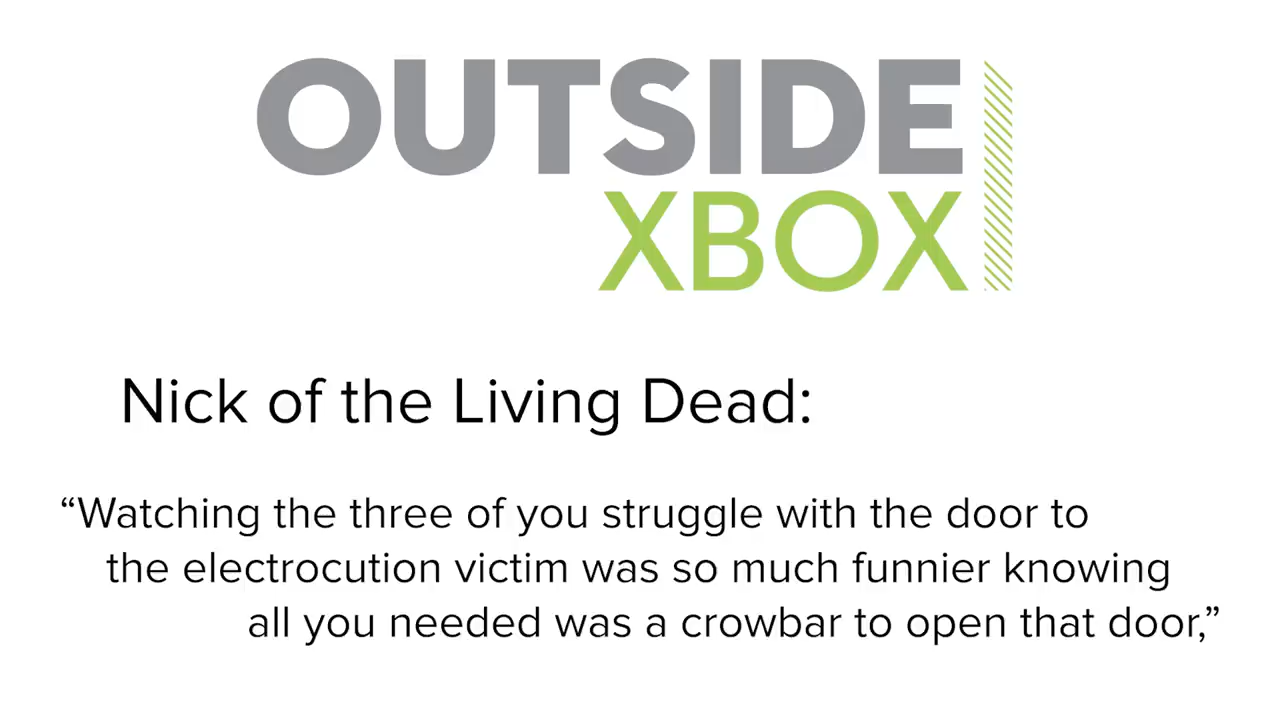 OUTSIDE
XBOX
Nick of the Living Dead:
“Watching the three of you struggle with the door to
the electrocution victim was so much funnier knowing
all you needed was a crowbar to open that door,”